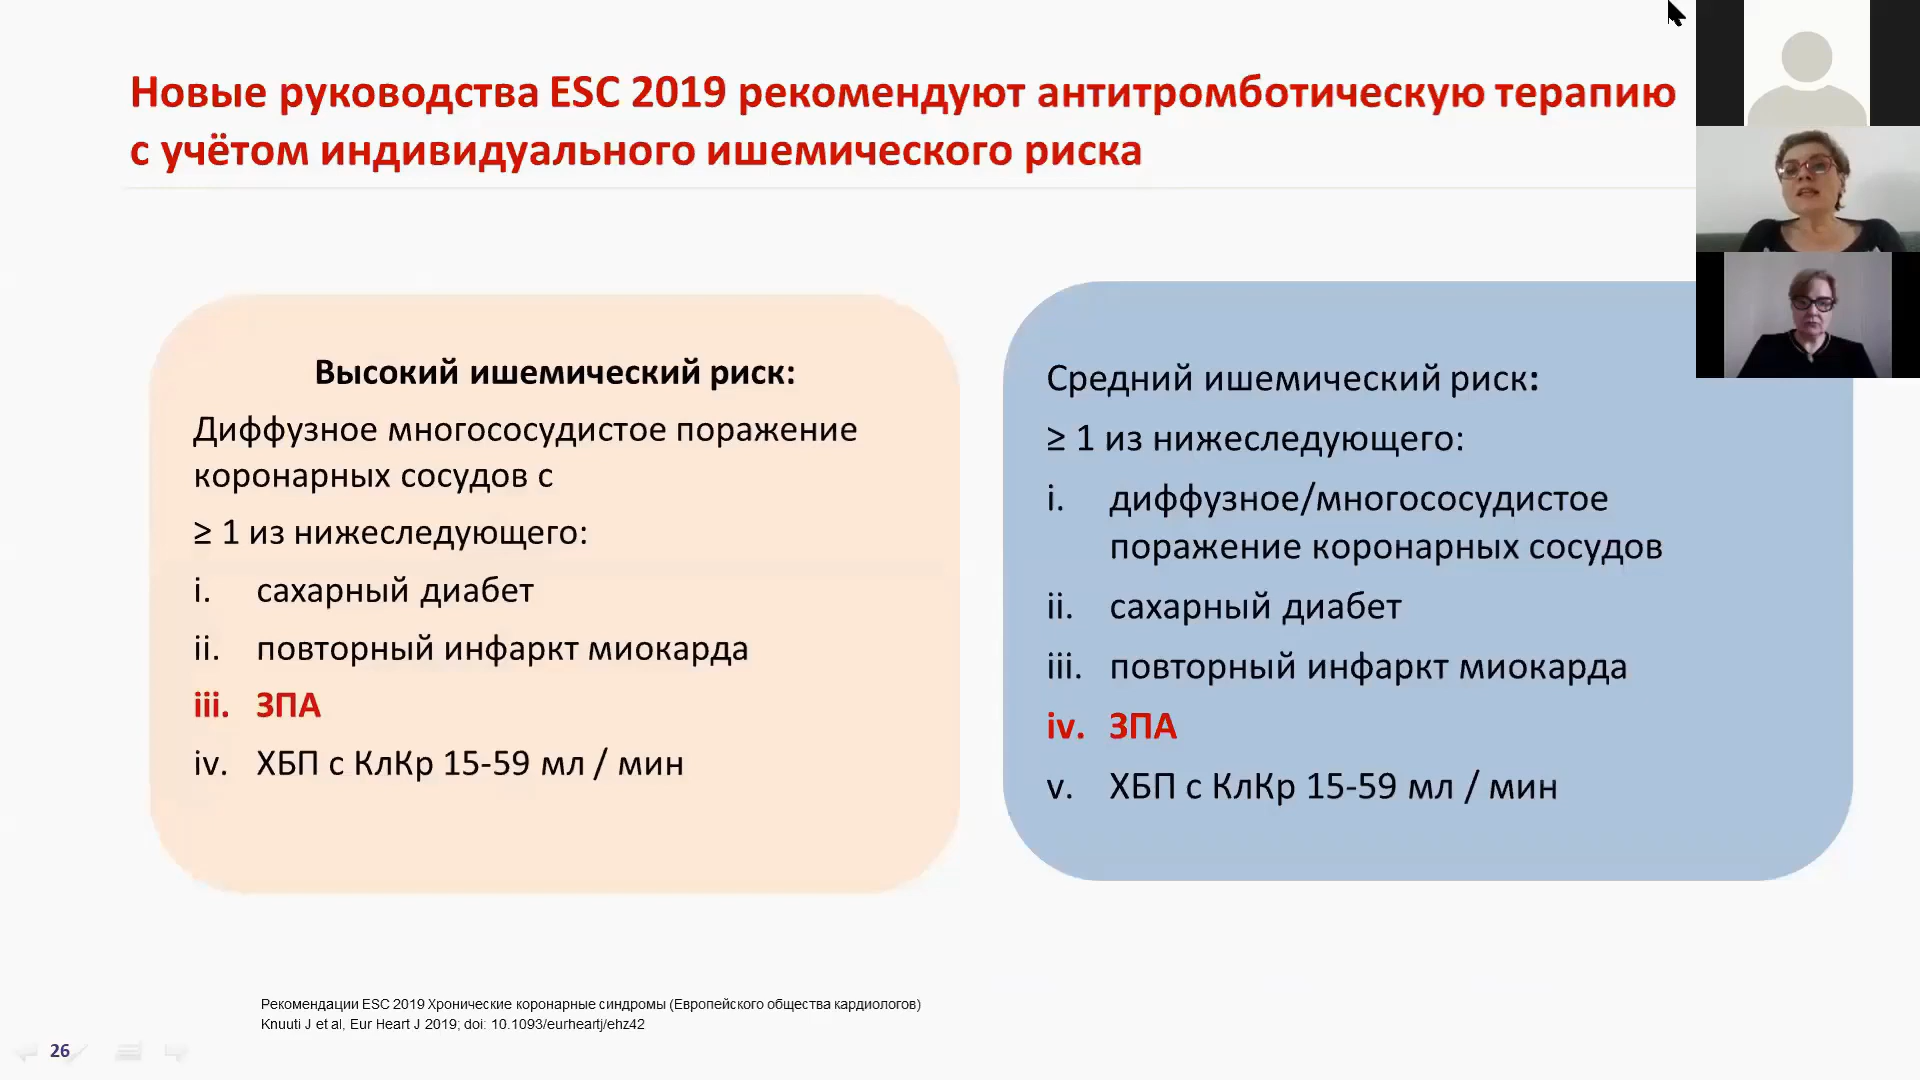 Новые руководства ESC 2019 рекомендуют антитромботическую терапию
с учётом индивидуального ишемического риска
Высокий ишемический риск:
Диффузное многососудистое поражение
коронарных сосудов с
≥ 1 из нижеследующего:
i. сахарный диабет
ii. повторный инфаркт миокарда
iii. ЗПА
iv. ХБП с КлКр 15-59 мл / мин
Средний ишемический риск:
≥ 1 из нижеследующего:
i. диффузное/многососудистое
поражение коронарных сосудов
ii. сахарный диабет
iii. повторный инфаркт миокарда
iv. ЗПА
v. ХБП с КлКр 15-59 мл / мин
Рекомендации ESC 2019 Хронические коронарные синдромы (Европейского общества кардиологов)
Knuuti J et al, Eur Heart J 2019; doi: 10.1093/eurheartj/ehz42
26